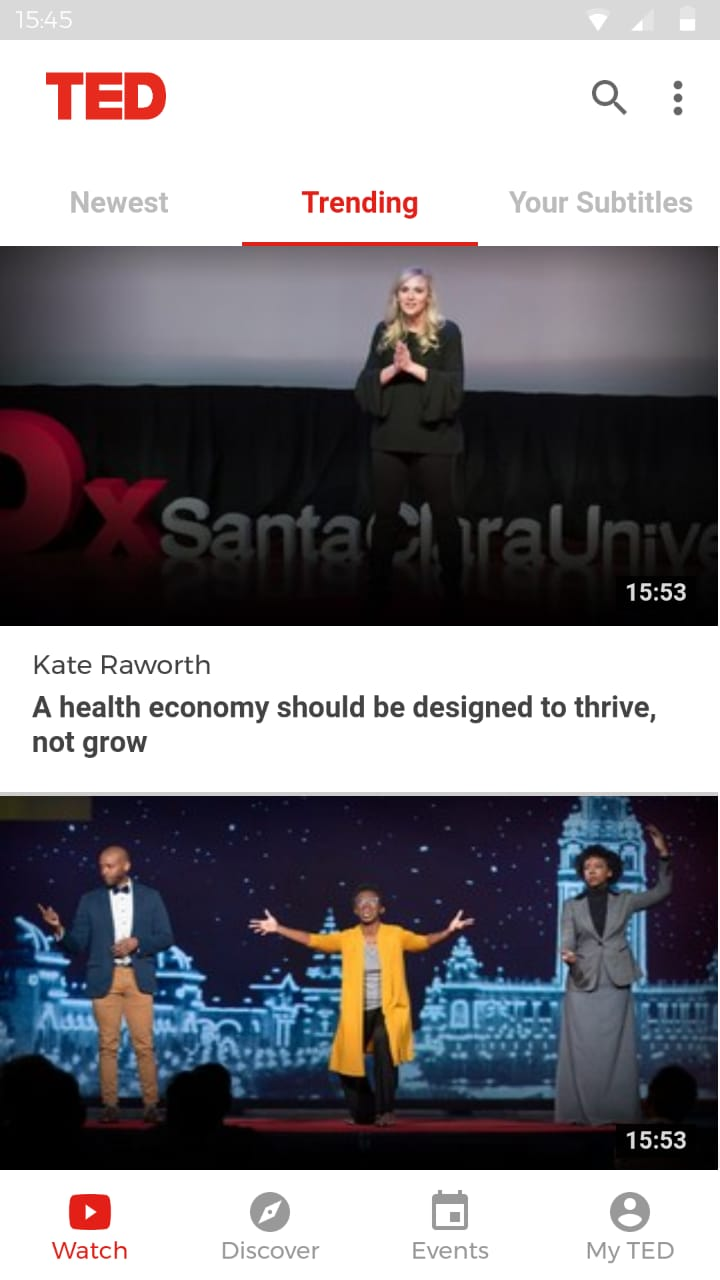 15:45
TED
Newest Trending Your Subtitles
x SantaClaraUnive
15:53
Kate Raworth
A health economy should be designed to thrive,
not grow
15:53
Watch Discover Events My TED